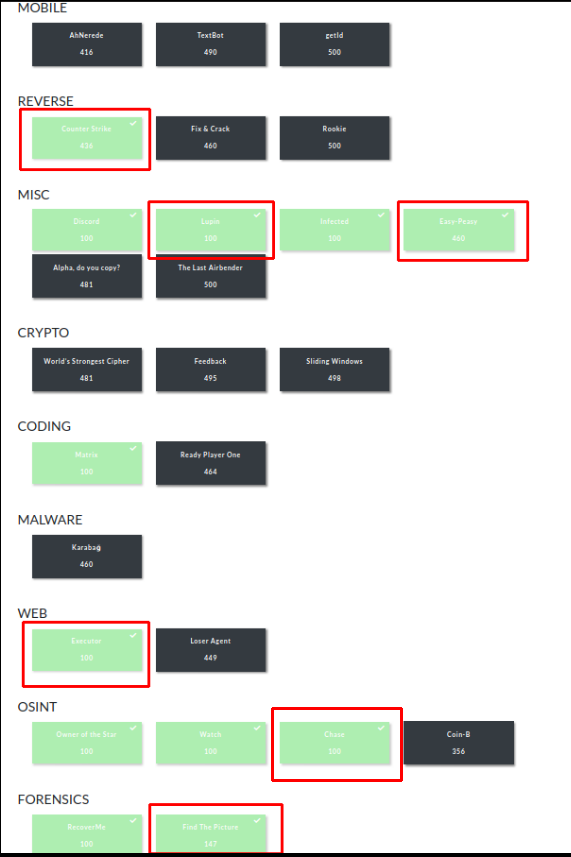 MOBILE
AhNerede TextBot getId
416 490 500
REVERSE
Counter Strike Fix & Crack Rookie
436 460 500
MISC
Discord Lupin Infected Easy-Peasy
100 100 100 460
Alpha, do you copy? The Last Airbender
481 500
CRYPTO
World's Strongest Cipher Feedback Sliding Windows
481 495 498
CODING
Matrix Ready Player One
100 464
MALWARE
Karabağ
460
WEB
Executer Loser Agent
100 449
OSINT
Owner of the Star Watch Chase Coin-B
100 100 100 356
FORENSICS
RecoverMe Find The Picture
100 147